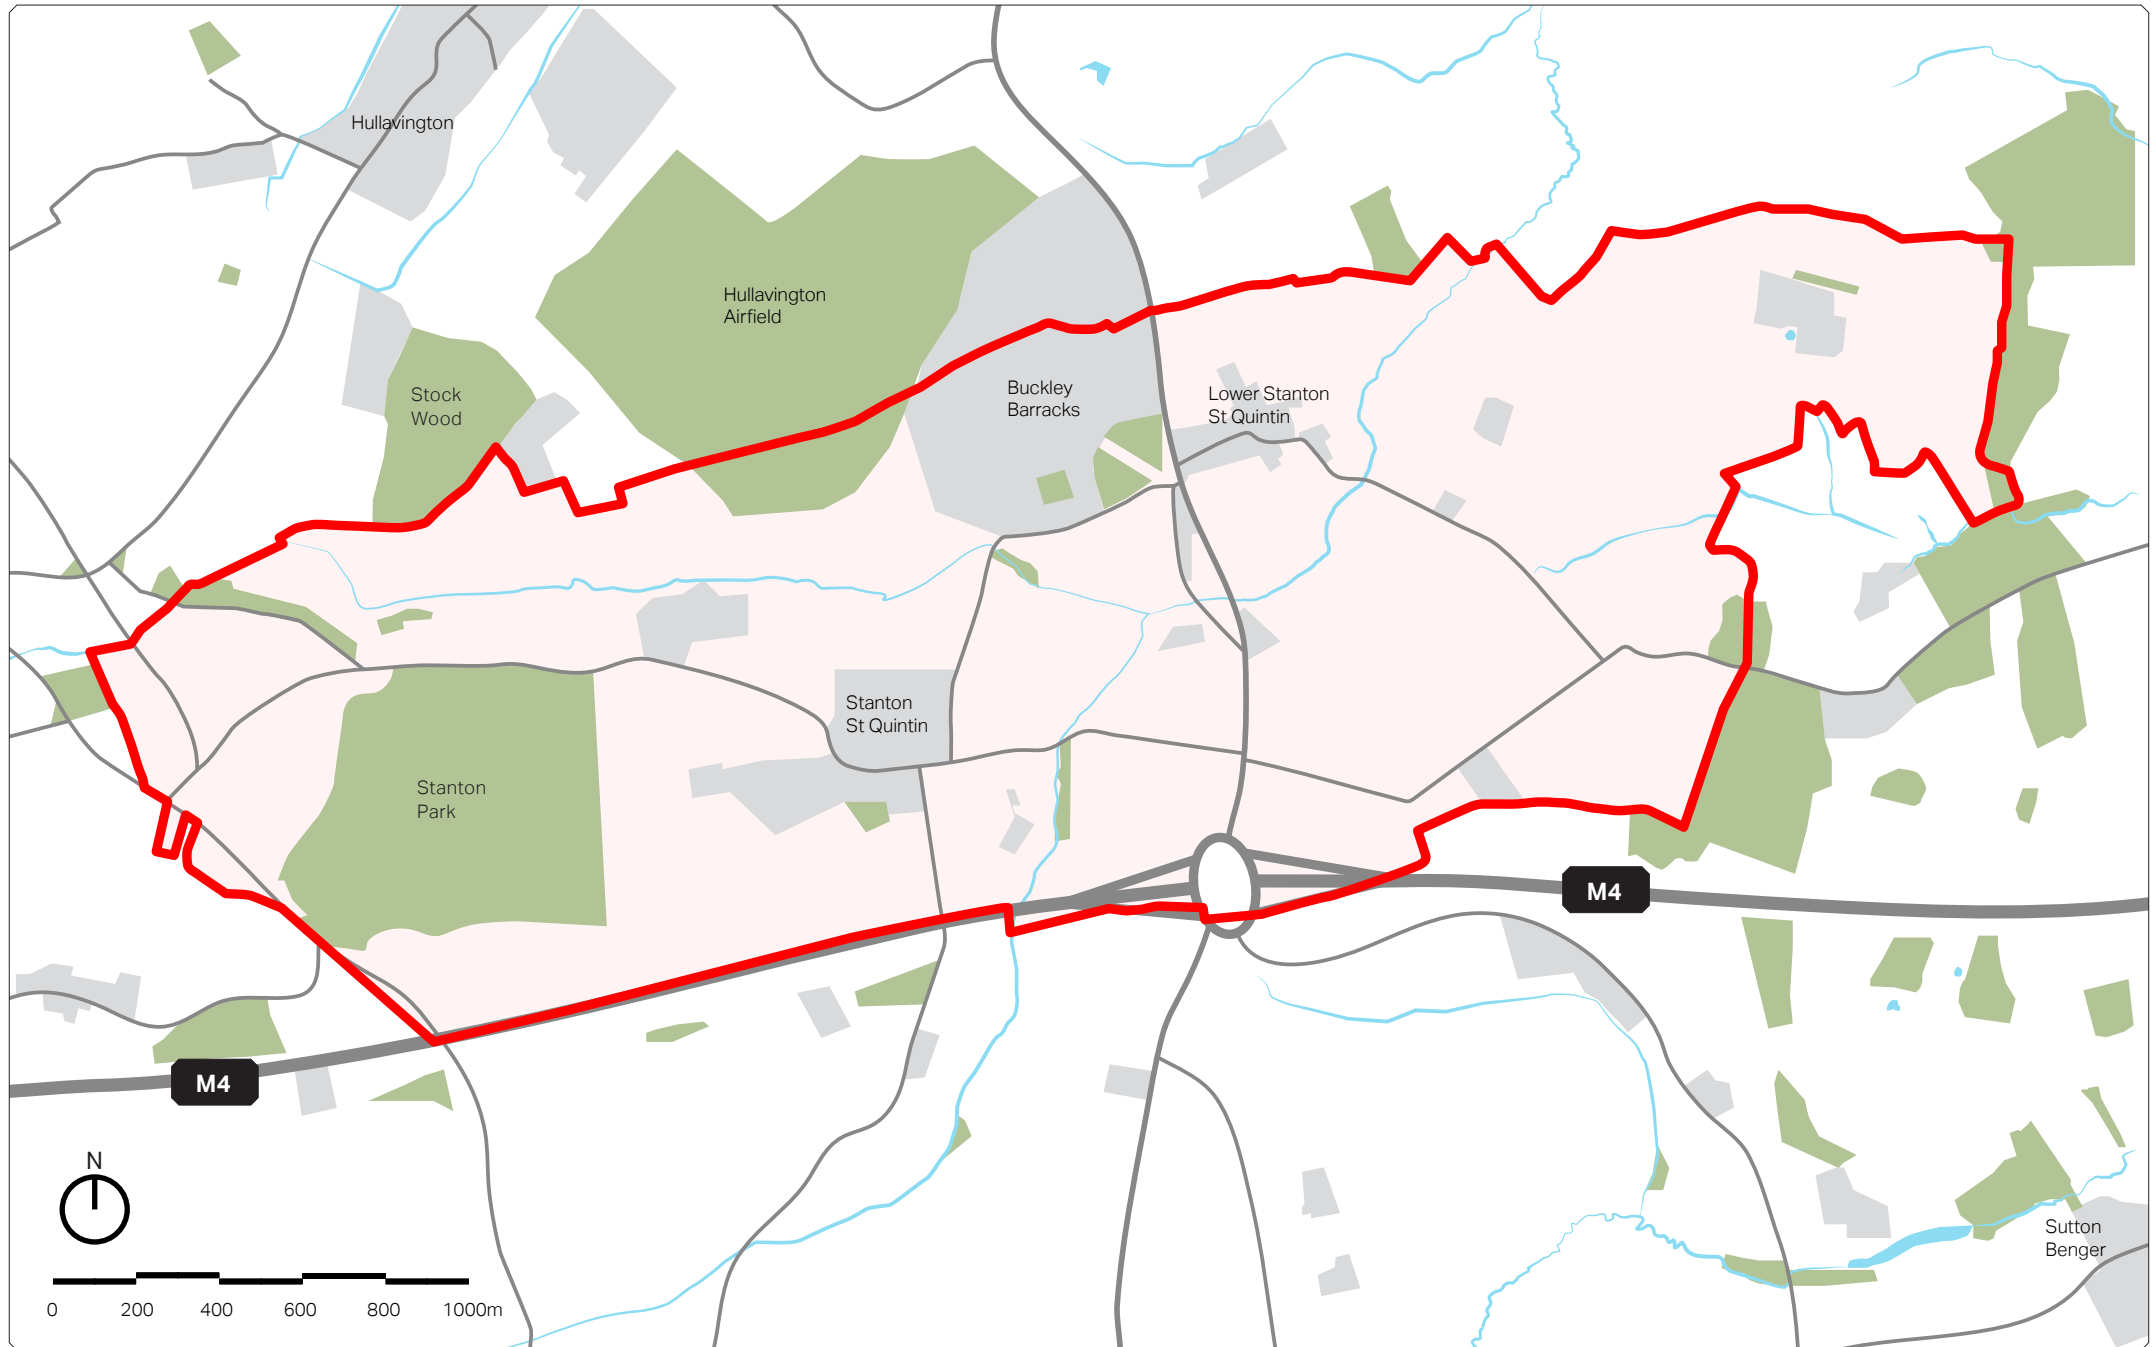 Hullavington
Hullavington
Airfield
Stock
Wood
Buckley
Barracks
Lower Stanton
St Quintin
Stanton
St Quintin
Stanton
Park
M4
M4
N
0 200 400 600 800 1000m
Sutton
Benger